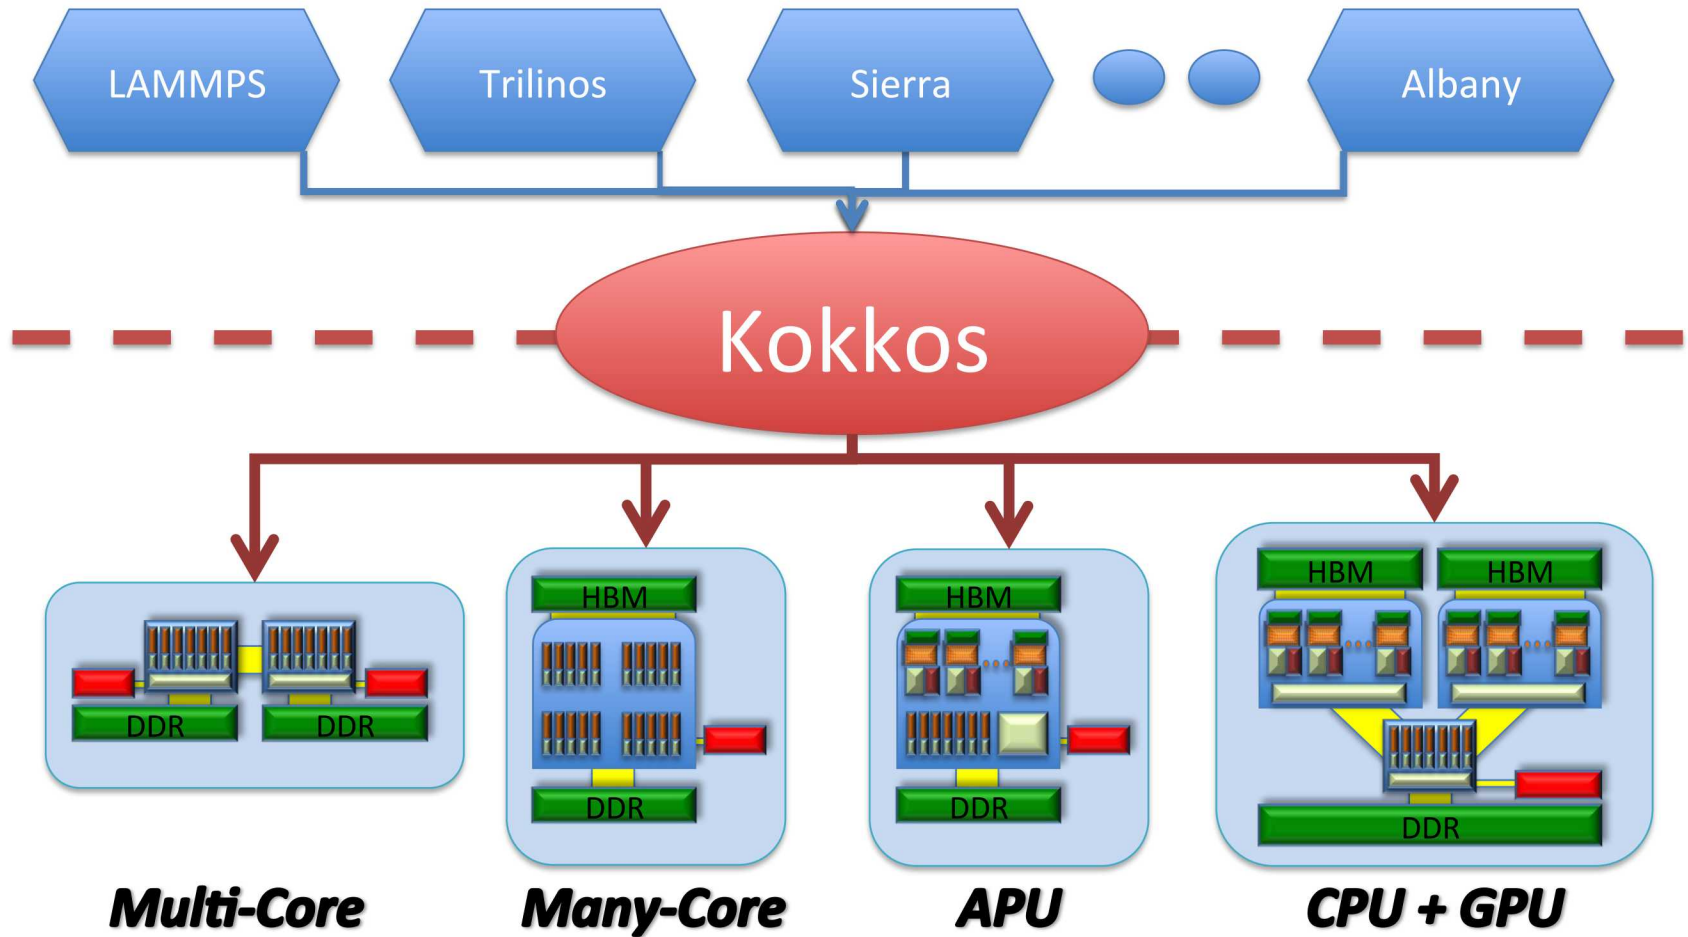 LAMMPS
Trilinos
Sierra
Albany
Kokkos
HBM
HBM
HBM
HBM
DDR
DDR
DDR
DDR
DDR
Multi-Core
Many-Core
APU
CPU + GPU